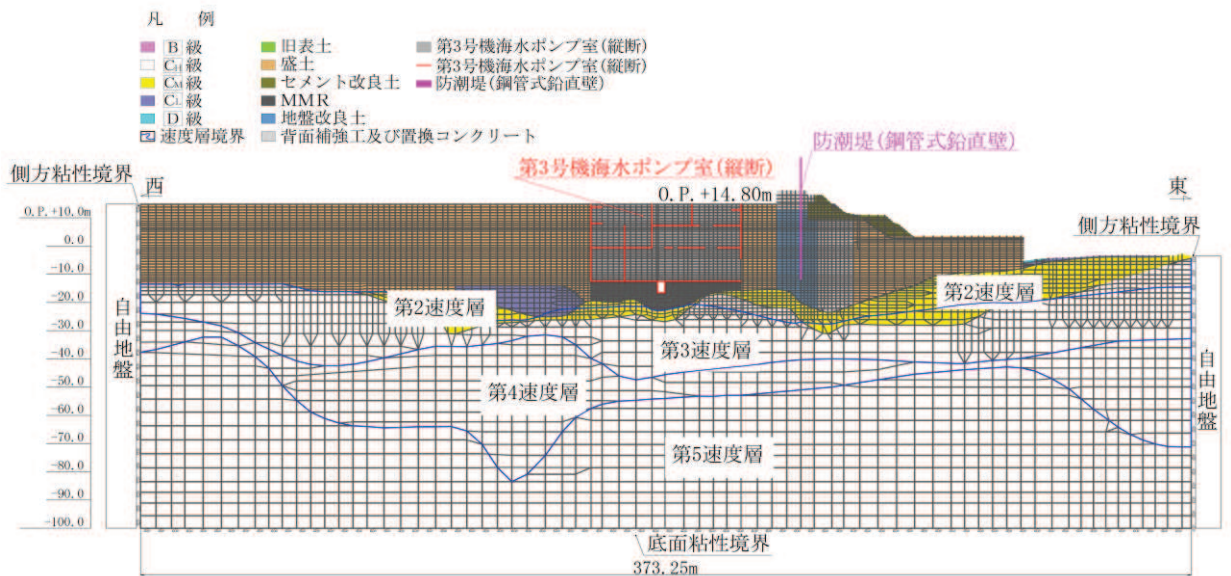 凡 例
B 級
CH 級
CM 級
CL 級
D 級
速度層境界
旧表土
盛土
セメント改良土
MMR
地盤改良土
背面補強工及び置換コンクリート
第3号機海水ポンプ室(縦断)
第3号機海水ポンプ室(縦断)
防潮堤(鋼管式鉛直壁)
防潮堤(鋼管式鉛直壁)
第3号機海水ポンプ室(縦断)
側方粘性境界
西
O.P.+14.80m
東
側方粘性境界
O.P.+10.0m
0.0
-10.0
-20.0
-30.0
-40.0
-50.0
-60.0
-70.0
-80.0
-90.0
-100.0
自由地盤
第2速度層
第2速度層
第3速度層
第4速度層
第5速度層
自由地盤
底面粘性境界
373.25m